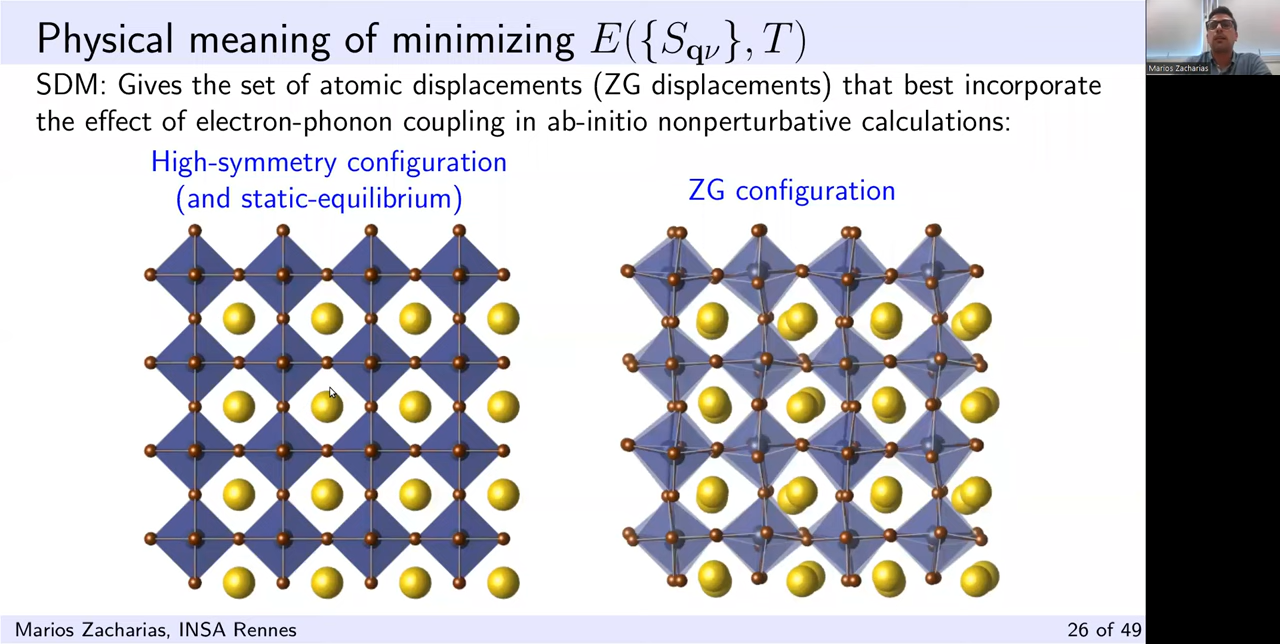 Physical meaning of minimizing E({S_{qν}}, T)
SDM: Gives the set of atomic displacements (ZG displacements) that best incorporate
the effect of electron-phonon coupling in ab-initio nonperturbative calculations:
High-symmetry configuration
(and static-equilibrium)
ZG configuration
Marios Zacharias, INSA Rennes
26 of 49
Marios Zacharias